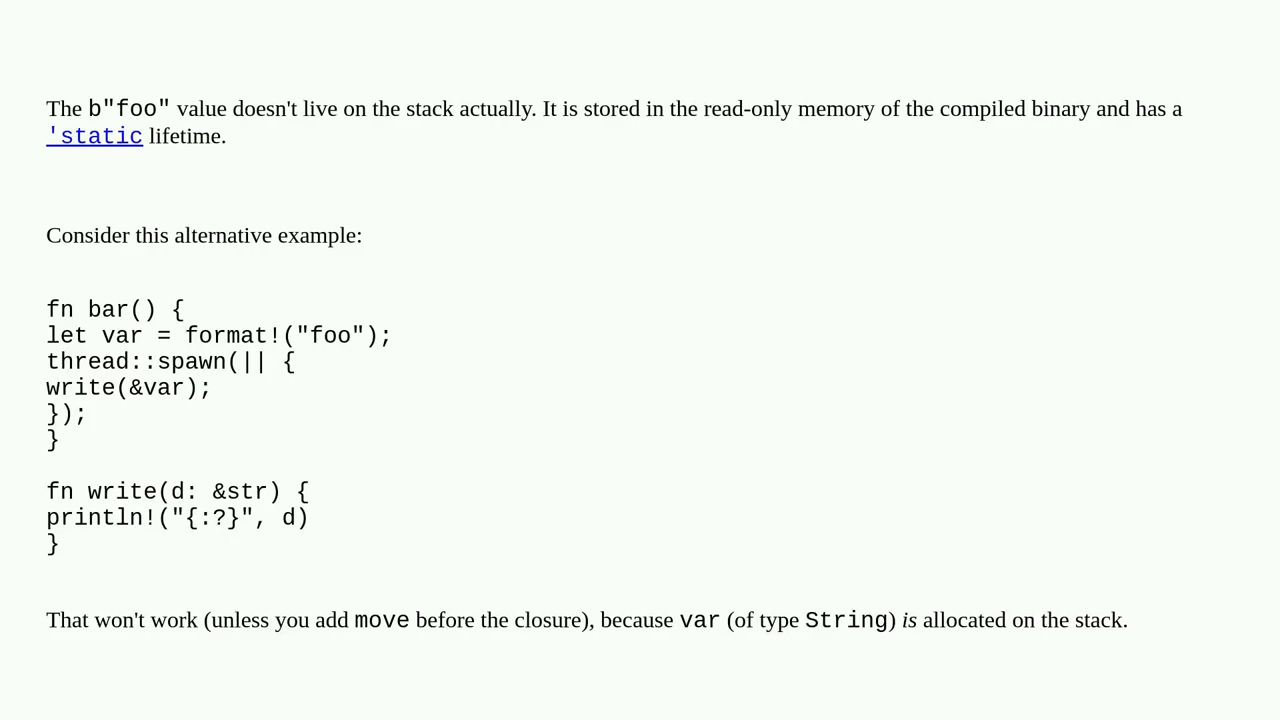 The b"foo" value doesn't live on the stack actually. It is stored in the read-only memory of the compiled binary and has a
'static lifetime.
Consider this alternative example:
fn bar() {
let var = format!("foo");
thread::spawn(|| {
write(&var);
});
}
fn write(d: &str) {
println!("{:?}", d)
}
That won't work (unless you add move before the closure), because var (of type String) is allocated on the stack.